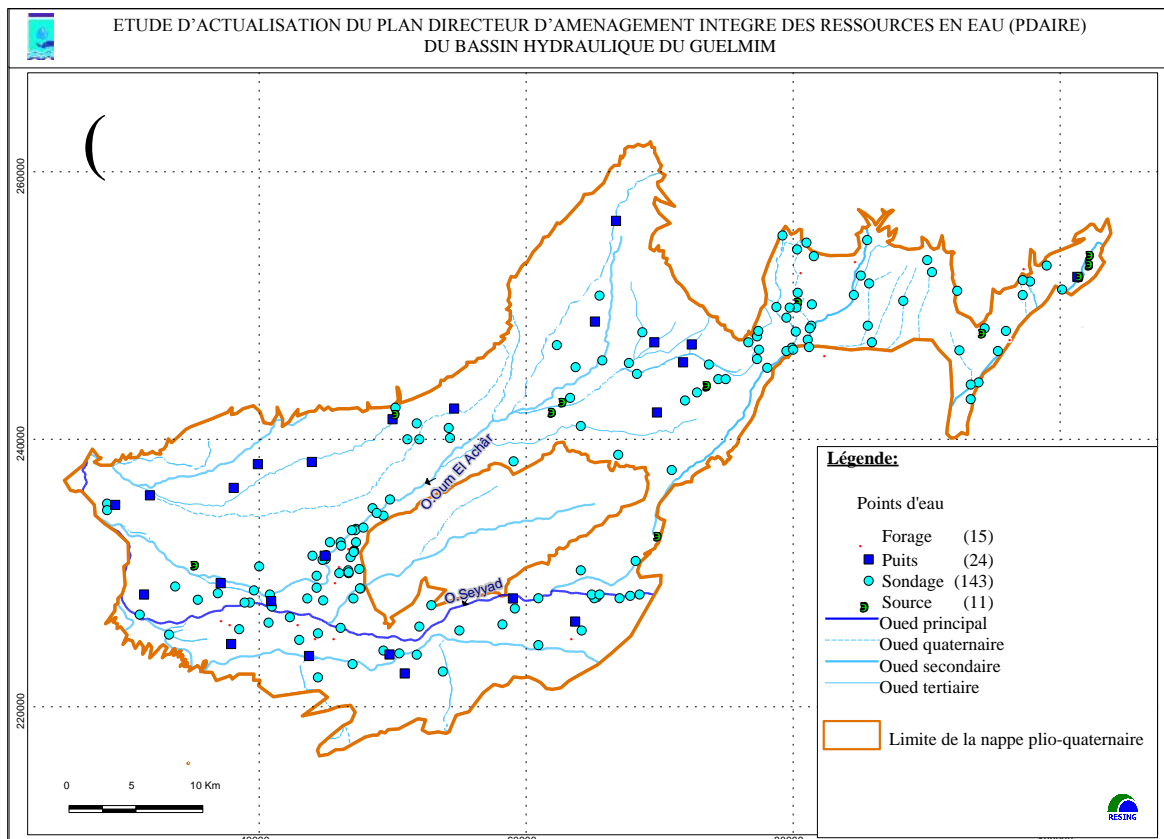 ETUDE D'ACTUALISATION DU PLAN DIRECTEUR D'AMENAGEMENT INTEGRE DES RESSOURCES EN EAU (PDAIRE)
DU BASSIN HYDRAULIQUE DU GUELMIM
(
260000
240000
220000
O.Oum El Achâr
O.Seyyad
Légende:
Points d'eau
Forage (15)
Puits (24)
Sondage (143)
Source (11)
Oued principal
Oued quaternaire
Oued secondaire
Oued tertiaire
Limite de la nappe plio-quaternaire
0 5 10 Km
RESING